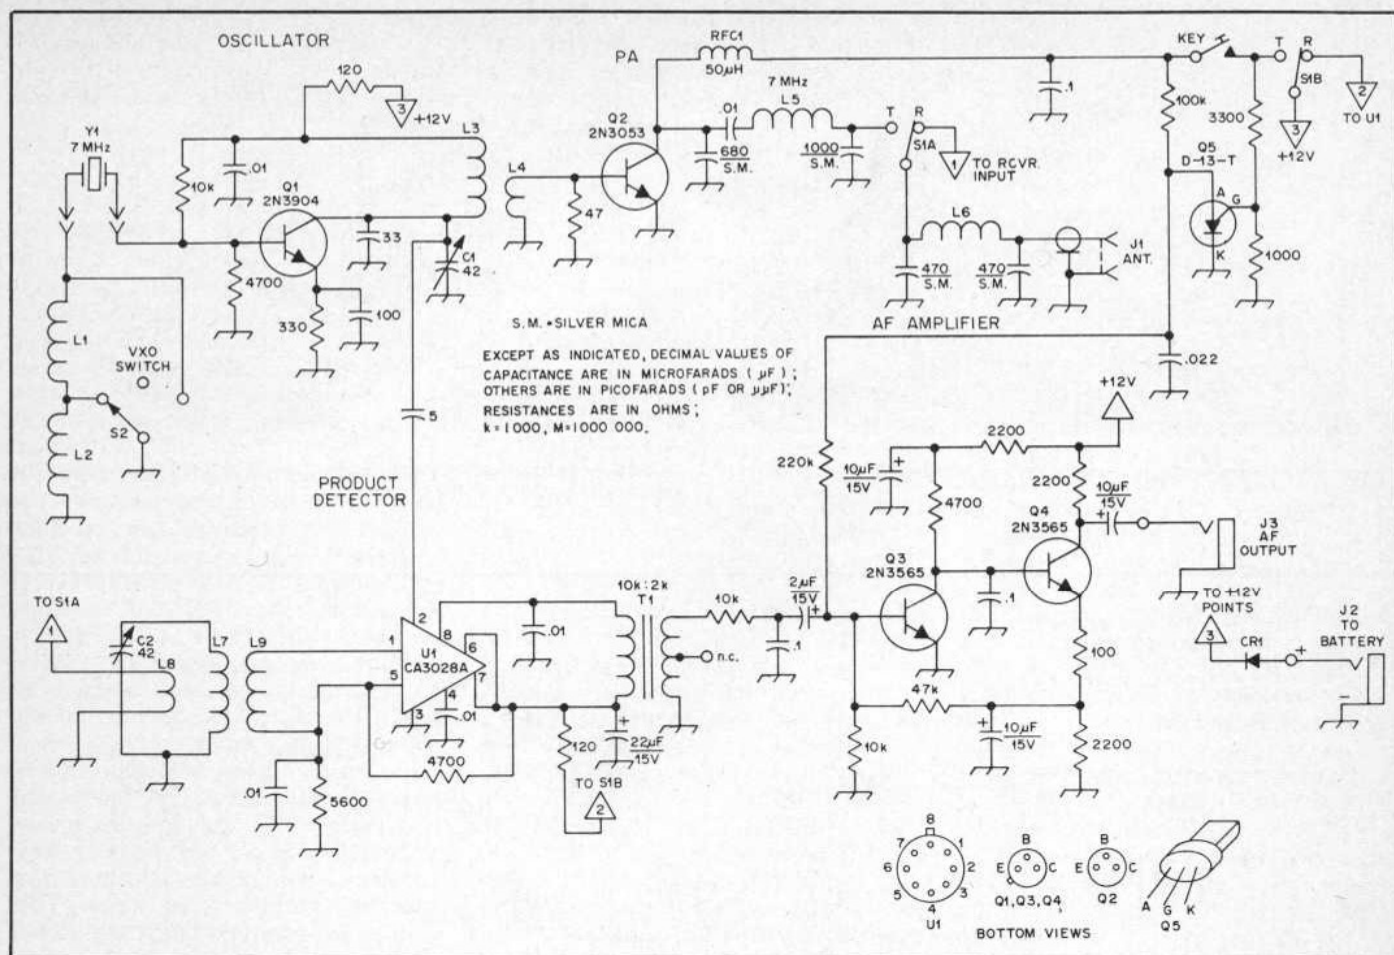 OSCILLATOR
120
3
+12V
Y1
7 MHz
.01
10k
Q1
2N3904
L3
L4
33
C1
42
4700
330
100
L1
VXO
SWITCH
S2
L2
PA
RFC1
50µH
Q2
2N3053
47
.01
7 MHz
L5
680
S.M.
1000
S.M.
T
R
S1A
1
TO RCVR.
INPUT
L6
470
S.M.
470
S.M.
J1
ANT.
.1
KEY
T
R
S1B
2
TO U1
3
+12V
100k
3300
Q5
D-13-T
A
G
K
1000
.022
S.M.=SILVER MICA
EXCEPT AS INDICATED, DECIMAL VALUES OF
CAPACITANCE ARE IN MICROFARADS ( µF ) ;
OTHERS ARE IN PICOFARADS ( pF OR µµF);
RESISTANCES ARE IN OHMS ;
k=1000, M=1000 000.
AF AMPLIFIER
+12V
220k
10µF
15V
2200
4700
2200
10µF
15V
Q4
2N3565
J3
AF
OUTPUT
Q3
2N3565
.1
100
2200
47k
10µF
15V
10k
TO +12V
POINTS
3
CR1
+
J2
TO
BATTERY
-
5
PRODUCT
DETECTOR
TO S1A
1
C2
42
L7
L8
L9
1
2
8
6
U1
CA3028A
5
4
7
3
.01
.01
4700
5600
.01
120
22µF
15V
TO S1B
2
10k:2k
T1
n.c.
10k
.1
2µF
15V
8
7
1
6
2
5
3
4
U1
B
E
C
Q1,Q3,Q4
B
E
C
Q2
A
G
K
Q5
BOTTOM VIEWS